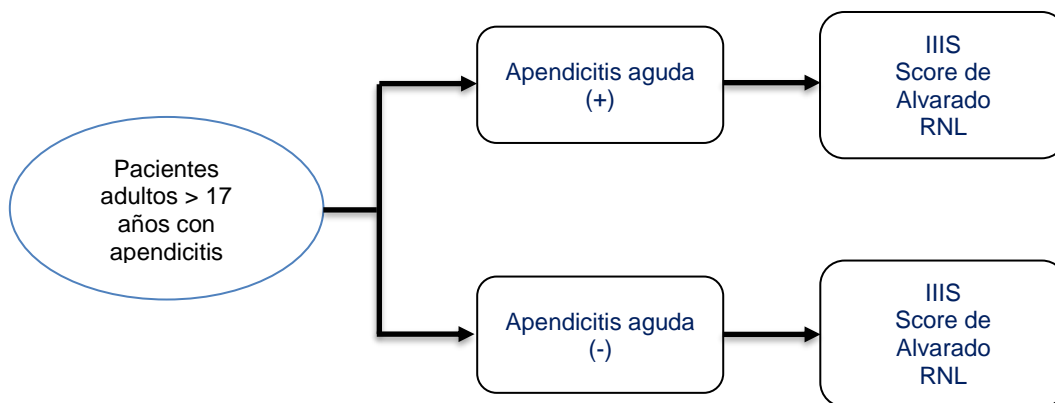 Pacientes
adultos > 17
años con
apendicitis
Apendicitis aguda
(+)
IIIS
Score de
Alvarado
RNL
Apendicitis aguda
(-)
IIIS
Score de
Alvarado
RNL